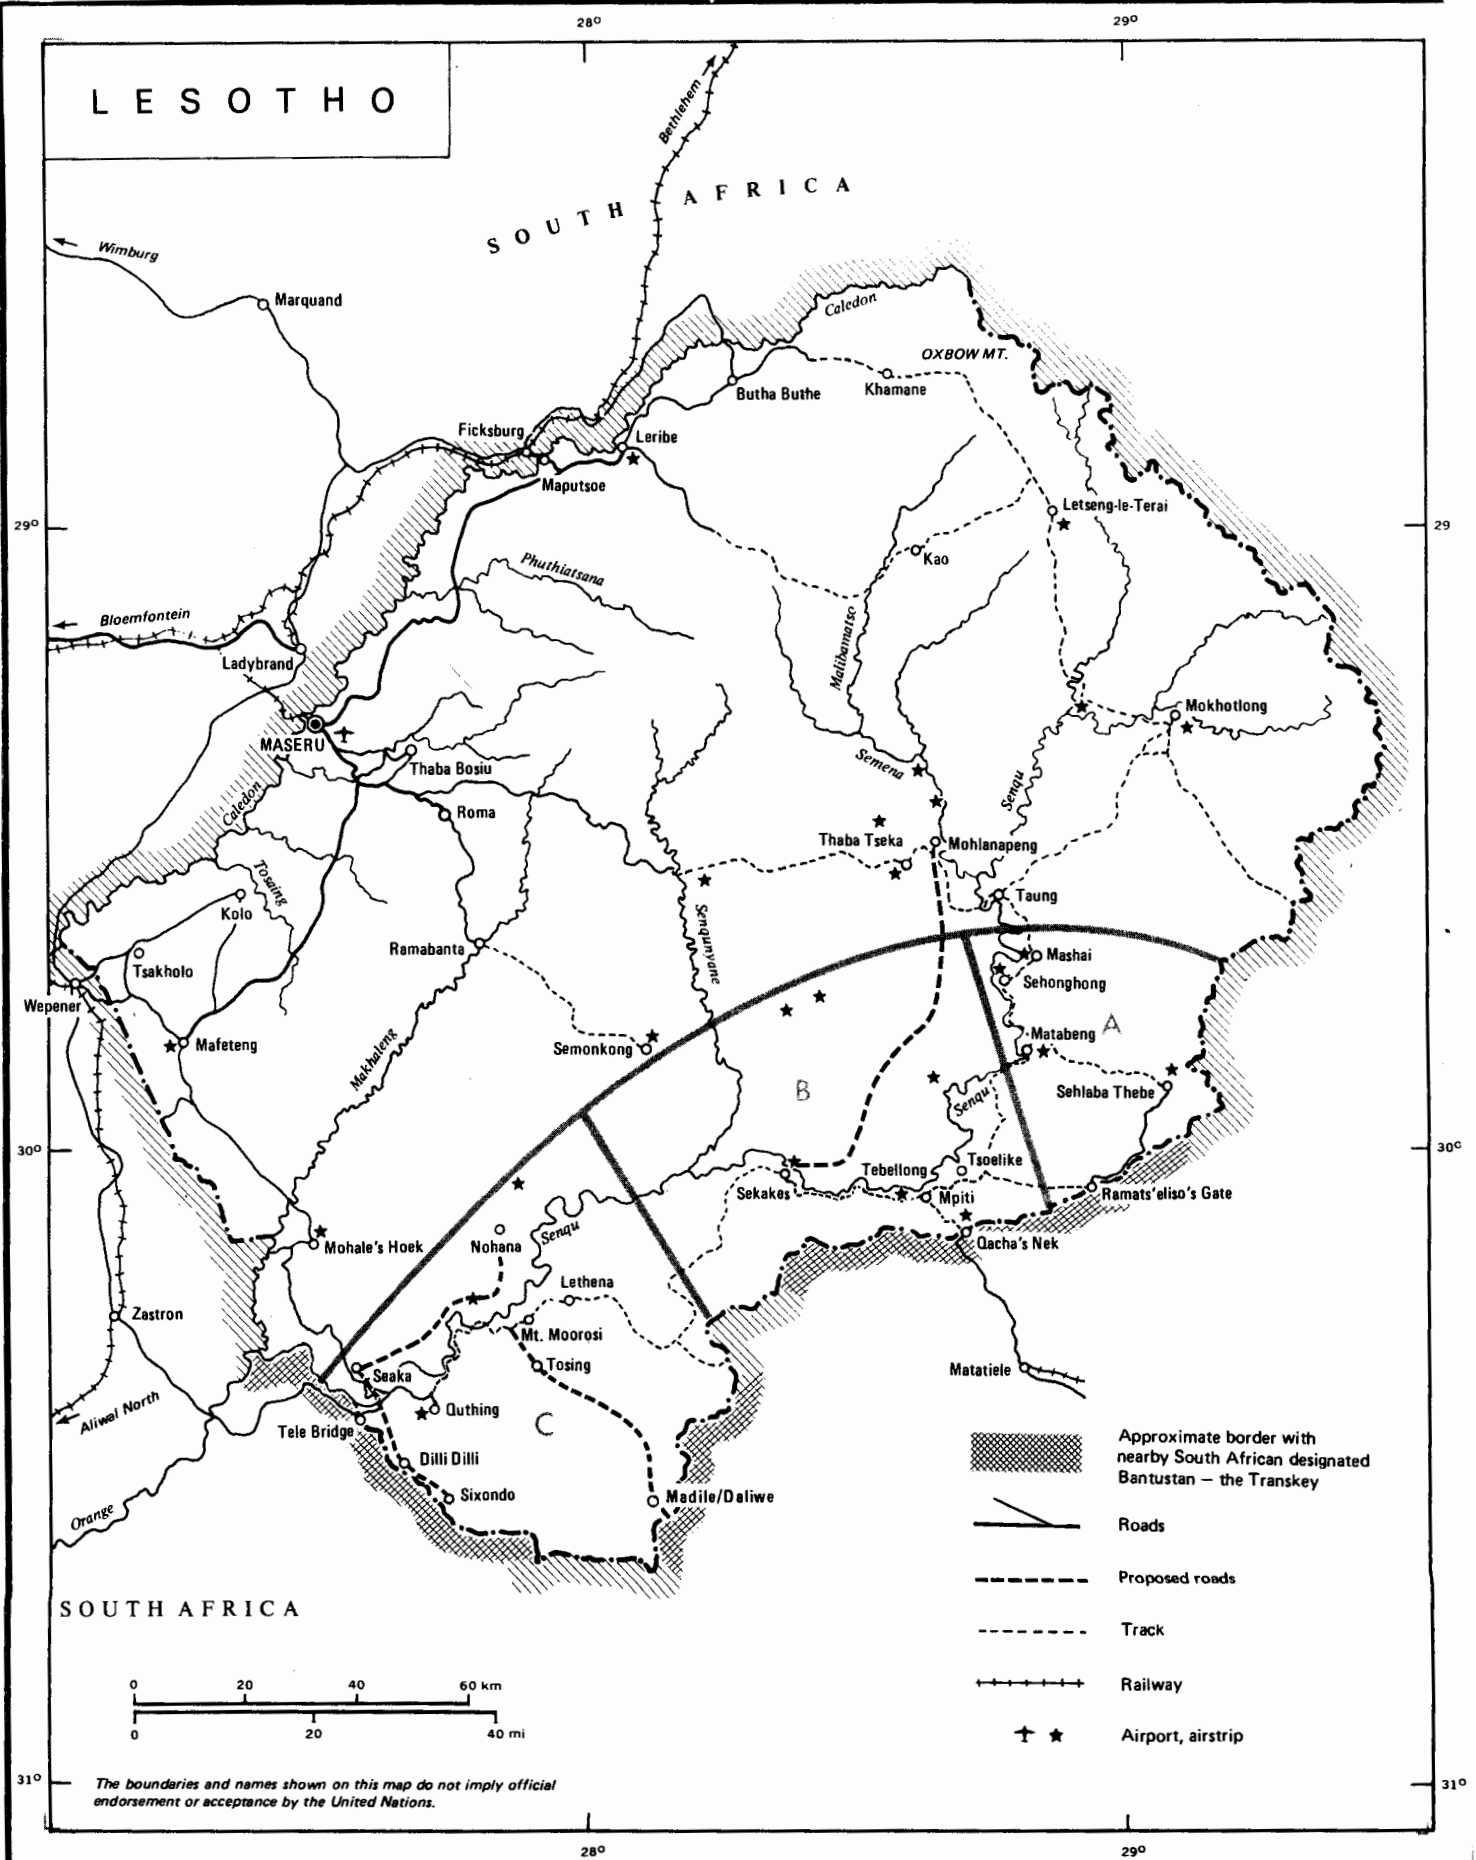 28°
29°
LESOTHO
Bethlehem
SOUTH AFRICA
Wimburg
Marquand
Caledon
OXBOW MT.
Butha Buthe
Khamane
Ficksburg
Leribe
Maputsoe
Letseng-le-Terai
29°
29°
Kao
Phuthiatsana
Bloemfontein
Ladybrand
Malibamatso
Mokhotlong
MASERU
Thaba Bosiu
Semena
Senqu
Caledon
Roma
Thaba Tseka
Mohlanapeng
Tosaing
Kolo
Taung
Senqunyane
Ramabanta
Mashai
Tsakholo
Sehonghong
Wepener
A
Matabeng
Mafeteng
Semonkong
Makhaleng
B
Senqu
Sehlaba Thebe
30°
30°
Tsoelike
Tebellong
Sekakes
Mpiti
Ramats'eliso's Gate
Mohale's Hoek
Nohana
Senqu
Qacha's Nek
Lethena
Zastron
Mt. Moorosi
Tosing
Matatiele
Seaka
Aliwal North
Quthing
C
Tele Bridge
Dilli Dilli
Sixondo
Madile/Daliwe
Orange
SOUTH AFRICA
Approximate border with
nearby South African designated
Bantustan – the Transkey
Roads
Proposed roads
Track
Railway
Airport, airstrip
0 20 40 60 km
0 20 40 mi
31°
31°
The boundaries and names shown on this map do not imply official
endorsement or acceptance by the United Nations.
28°
29°